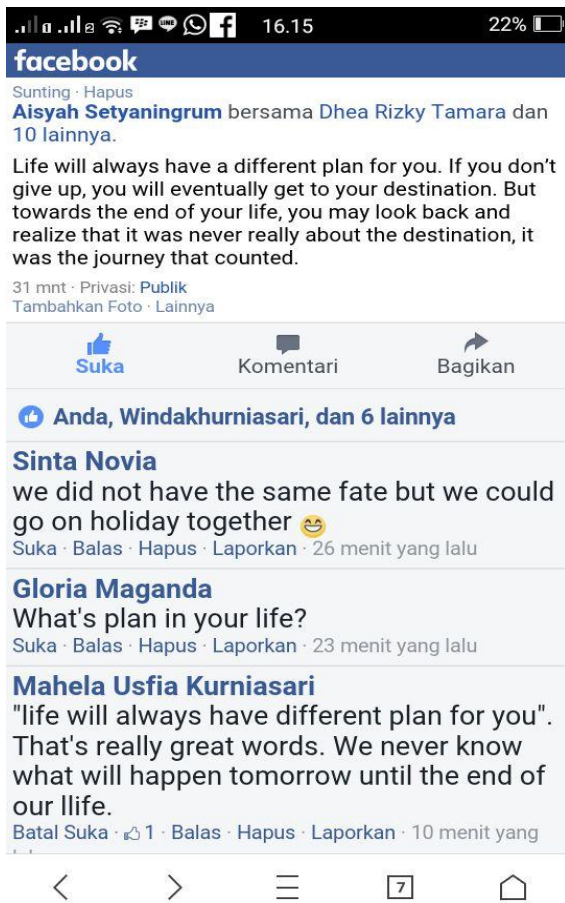 16.15 22%
facebook
Sunting · Hapus
Aisyah Setyaningrum bersama Dhea Rizky Tamara dan
10 lainnya.
Life will always have a different plan for you. If you don’t
give up, you will eventually get to your destination. But
towards the end of your life, you may look back and
realize that it was never really about the destination, it
was the journey that counted.
31 mnt · Privasi: Publik
Tambahkan Foto · Lainnya
Suka Komentari Bagikan
Anda, Windakhurniasari, dan 6 lainnya
Sinta Novia
we did not have the same fate but we could
go on holiday together 😁
Suka · Balas · Hapus · Laporkan · 26 menit yang lalu
Gloria Maganda
What's plan in your life?
Suka · Balas · Hapus · Laporkan · 23 menit yang lalu
Mahela Usfia Kurniasari
"life will always have different plan for you".
That's really great words. We never know
what will happen tomorrow until the end of
our llife.
Batal Suka · 1 · Balas · Hapus · Laporkan · 10 menit yang
7